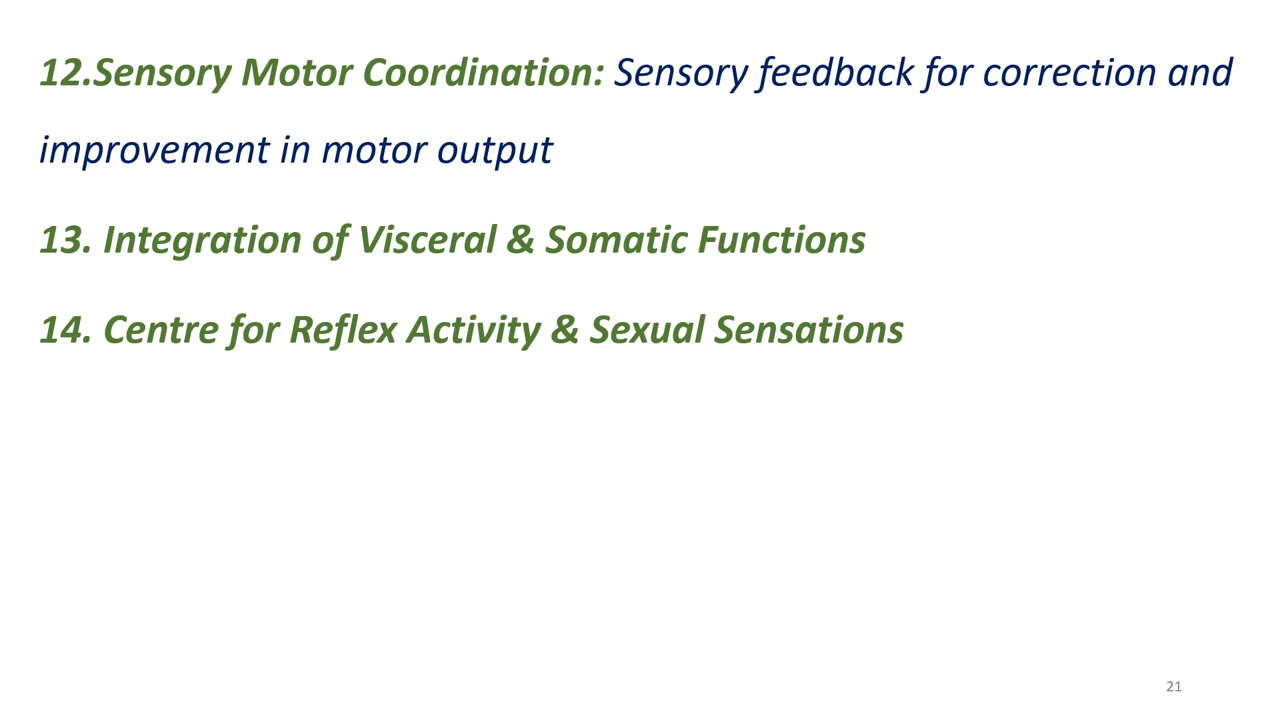 12.Sensory Motor Coordination: Sensory feedback for correction and
improvement in motor output
13. Integration of Visceral & Somatic Functions
14. Centre for Reflex Activity & Sexual Sensations
21